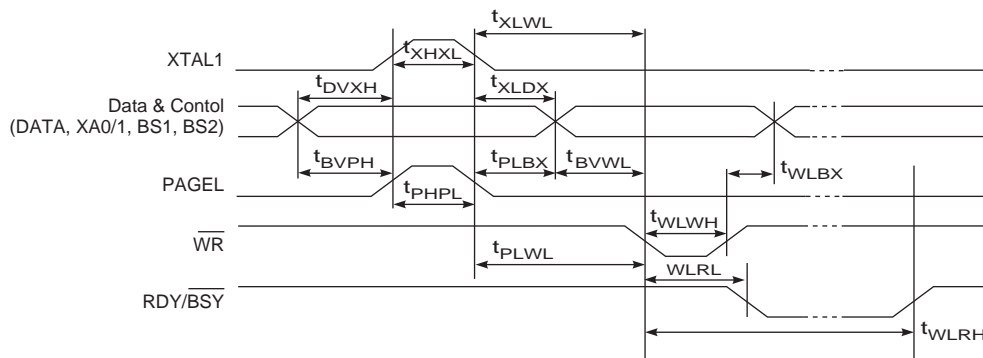 tXLWL
XTAL1
tXHXL
tDVXH
tXLDX
Data & Contol
(DATA, XA0/1, BS1, BS2)
tBVPH
tPLBX
tBVWL
tWLBX
PAGEL
tPHPL
tWLWH
WR
tPLWL
WLRL
RDY/BSY
tWLRH